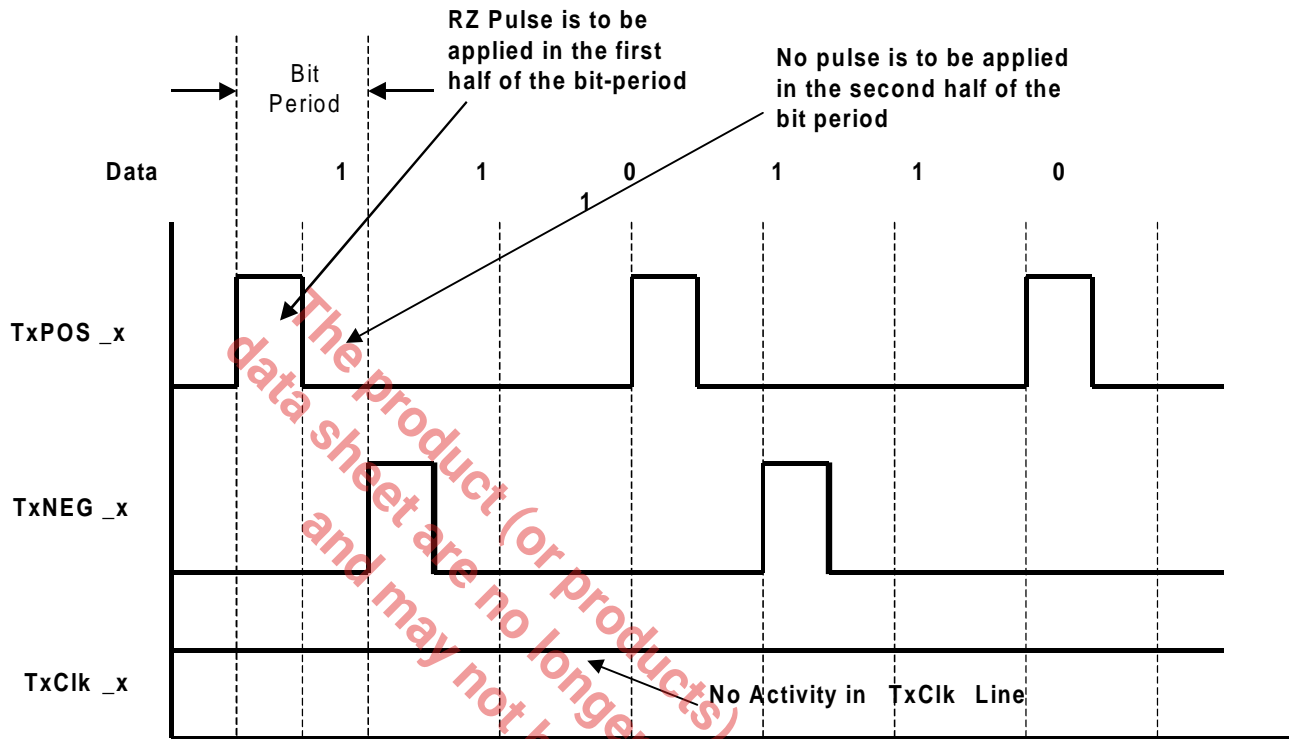 RZ Pulse is to be
applied in the first
half of the bit-period
No pulse is to be applied
in the second half of the
bit period
Bit
Period
Data 1 1 0 1 1 0
1
TxPOS _x
TxNEG _x
TxClk _x
No Activity in TxClk Line
The product (or products)
data sheet are no longer
and may not b